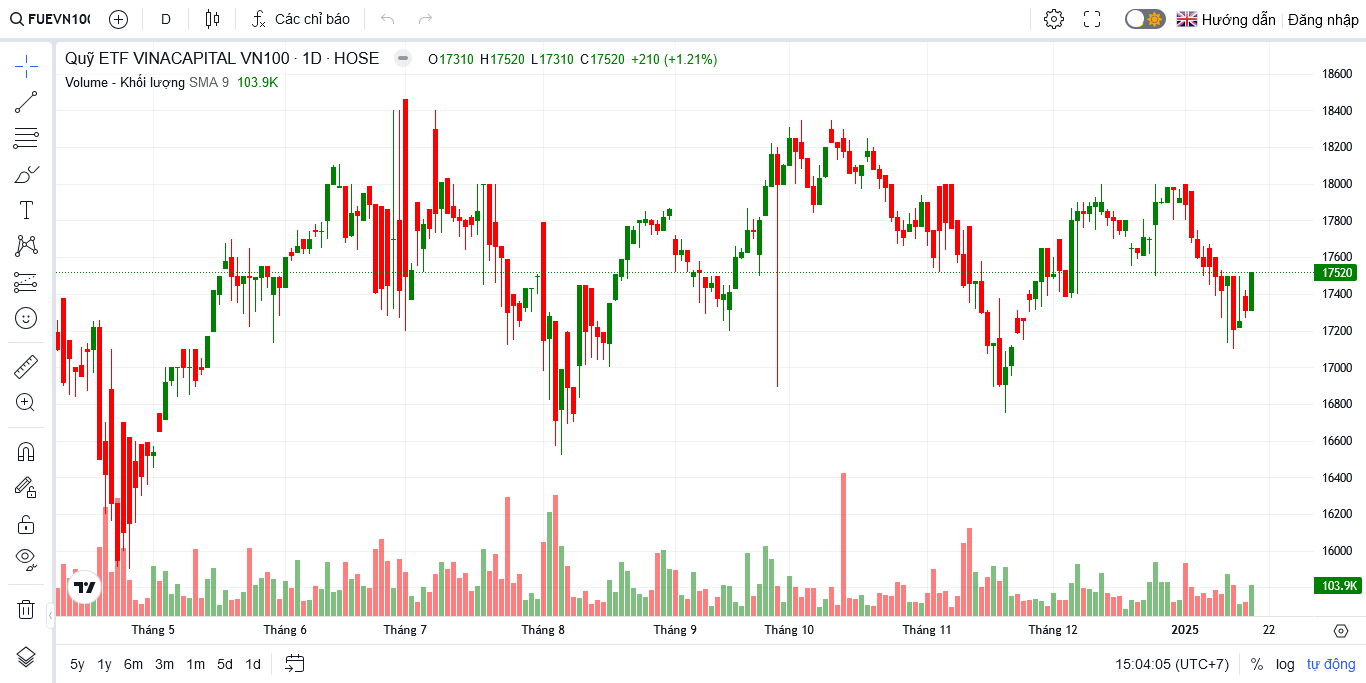 FUEVN100 D Các chỉ báo Hướng dẫn Đăng nhập
Quỹ ETF VINACAPITAL VN100 · 1D · HOSE O17310 H17520 L17310 C17520 +210 (+1.21%)
Volume - Khối lượng SMA 9 103.9K
18600
18400
18200
18000
17800
17600
17520
17400
17200
17000
16800
16600
16400
16200
16000
103.9K
Tháng 5 Tháng 6 Tháng 7 Tháng 8 Tháng 9 Tháng 10 Tháng 11 Tháng 12 2025 22
5y 1y 6m 3m 1m 5d 1d 15:04:05 (UTC+7) % log tự động